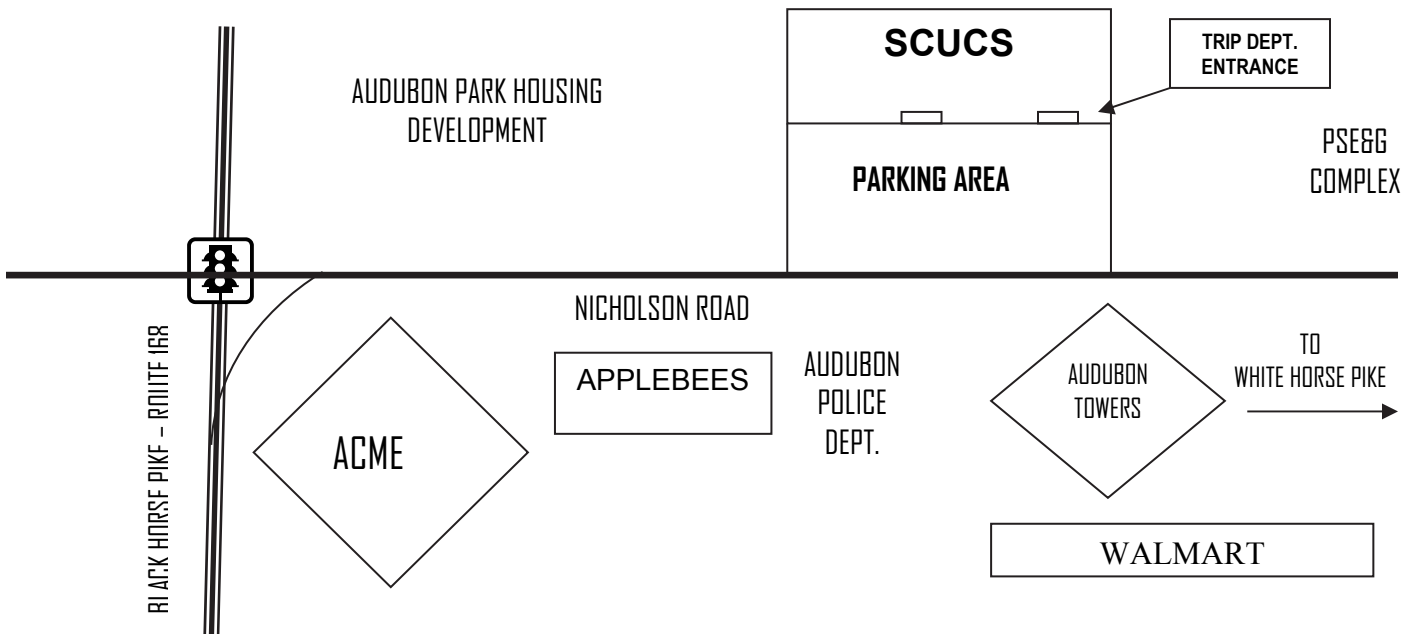 SCUCS
TRIP DEPT.
ENTRANCE
AUDUBON PARK HOUSING
DEVELOPMENT
PSE&G
COMPLEX
PARKING AREA
NICHOLSON ROAD
BLACK HORSE PIKE – ROUTE 168
APPLEBEES
AUDUBON
POLICE
DEPT.
AUDUBON
TOWERS
TO
WHITE HORSE PIKE
ACME
WALMART